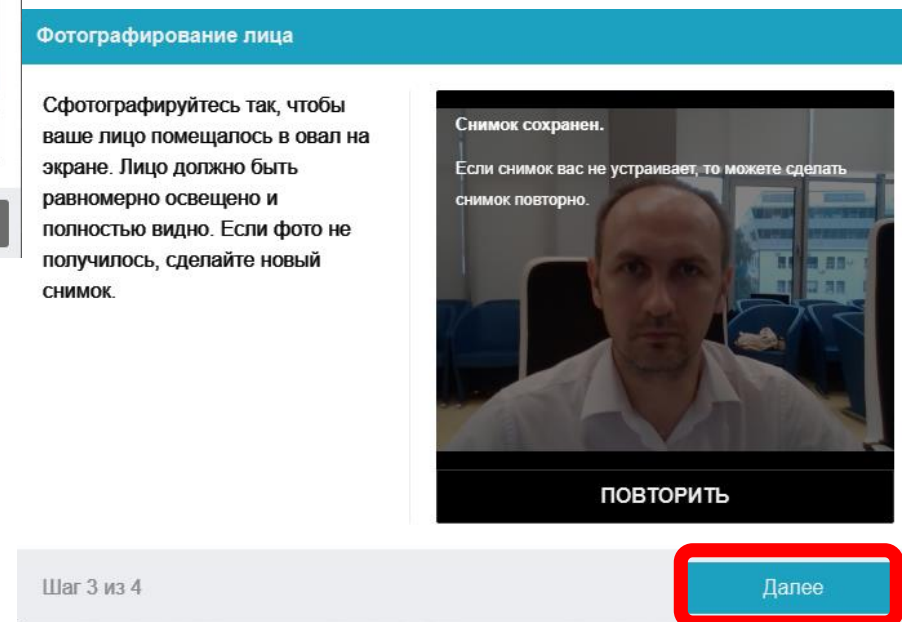 Фотографирование лица
Сфотографируйтесь так, чтобы
ваше лицо помещалось в овал на
экране. Лицо должно быть
равномерно освещено и
полностью видно. Если фото не
получилось, сделайте новый
снимок.
Снимок сохранен.
Если снимок вас не устраивает, то можете сделать
снимок повторно.
ПОВТОРИТЬ
Шаг 3 из 4
Далее